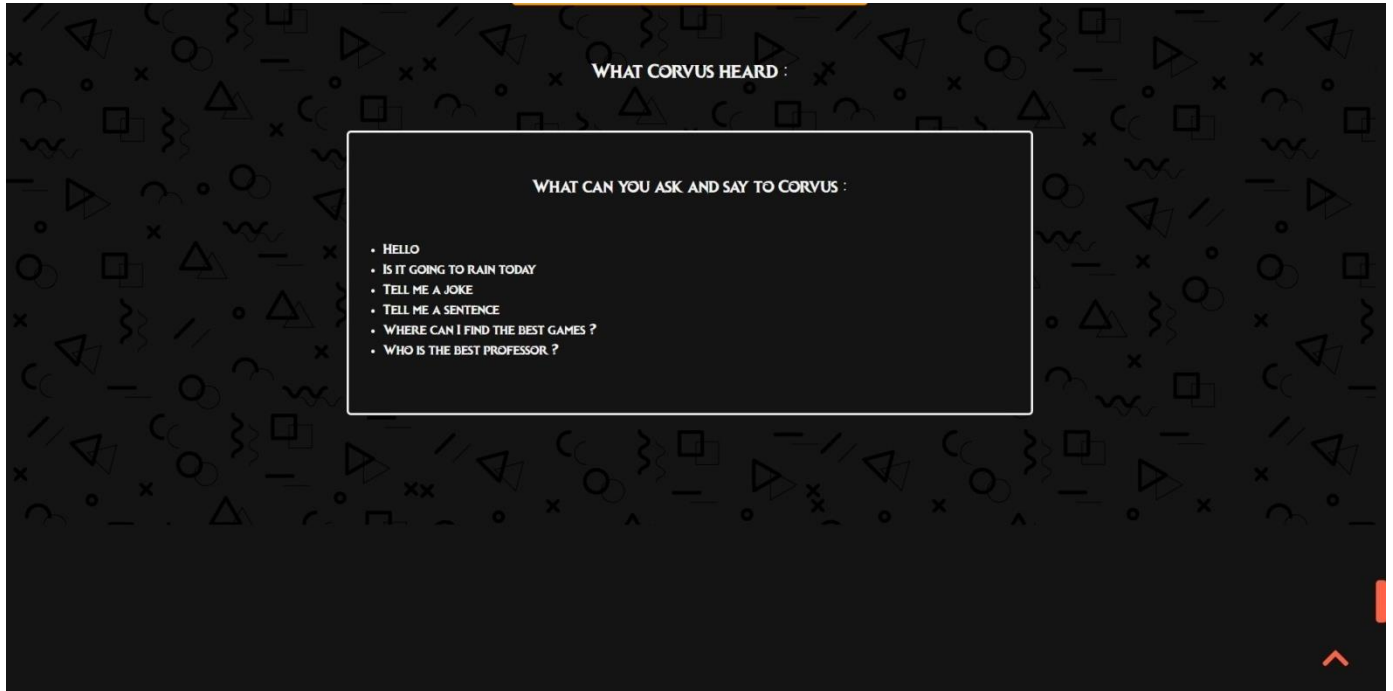 What Corvus heard :
What can you ask and say to Corvus :
• Hello
• Is it going to rain today
• Tell me a joke
• Tell me a sentence
• Where can I find the best games ?
• Who is the best professor ?